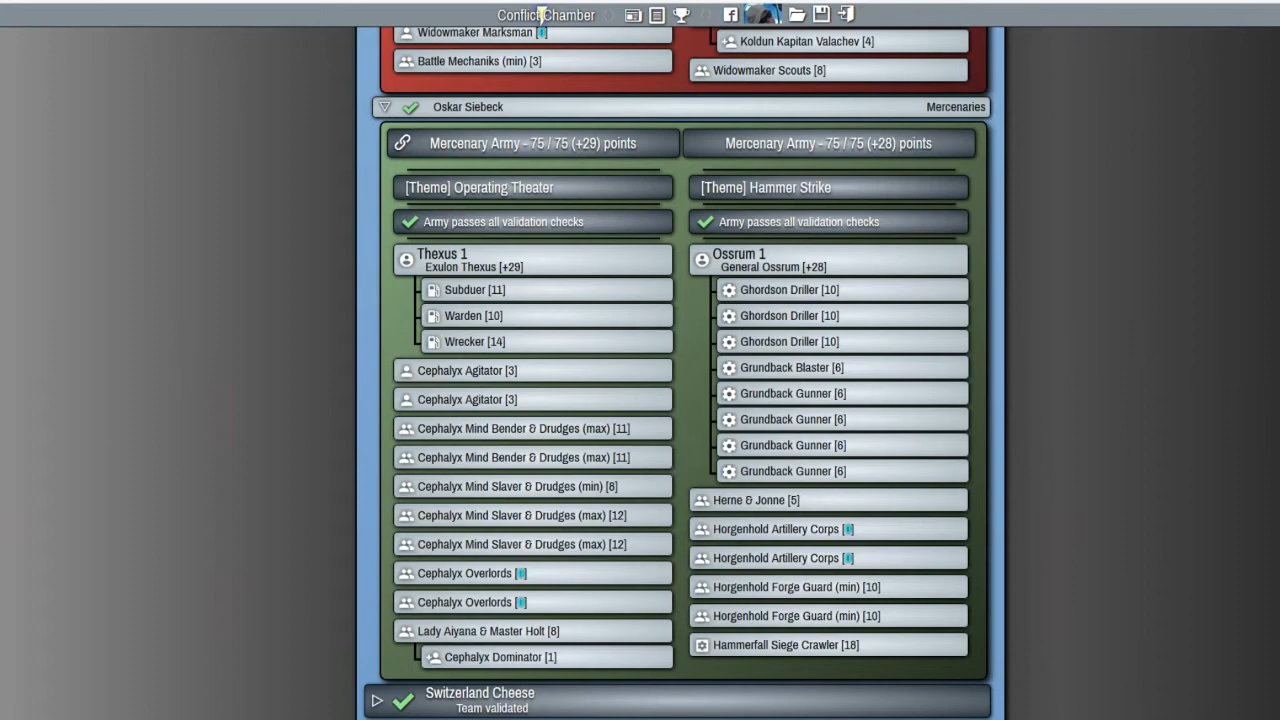 Conflict Chamber
Widowmaker Marksman
Battle Mechaniks (min) [3]
Koldun Kapitan Valachev [4]
Widowmaker Scouts [8]
Oskar Siebeck
Mercenaries
Mercenary Army - 75 / 75 (+29) points
[Theme] Operating Theater
Army passes all validation checks
Thexus 1
Exulon Thexus [+29]
Subduer [11]
Warden [10]
Wrecker [14]
Cephalyx Agitator [3]
Cephalyx Agitator [3]
Cephalyx Mind Bender & Drudges (max) [11]
Cephalyx Mind Bender & Drudges (max) [11]
Cephalyx Mind Slaver & Drudges (min) [8]
Cephalyx Mind Slaver & Drudges (max) [12]
Cephalyx Mind Slaver & Drudges (max) [12]
Cephalyx Overlords
Cephalyx Overlords
Lady Aiyana & Master Holt [8]
Cephalyx Dominator [1]
Mercenary Army - 75 / 75 (+28) points
[Theme] Hammer Strike
Army passes all validation checks
Ossrum 1
General Ossrum [+28]
Ghordson Driller [10]
Ghordson Driller [10]
Ghordson Driller [10]
Grundback Blaster [6]
Grundback Gunner [6]
Grundback Gunner [6]
Grundback Gunner [6]
Grundback Gunner [6]
Herne & Jonne [5]
Horgenhold Artillery Corps
Horgenhold Artillery Corps
Horgenhold Forge Guard (min) [10]
Horgenhold Forge Guard (min) [10]
Hammerfall Siege Crawler [18]
Switzerland Cheese
Team validated